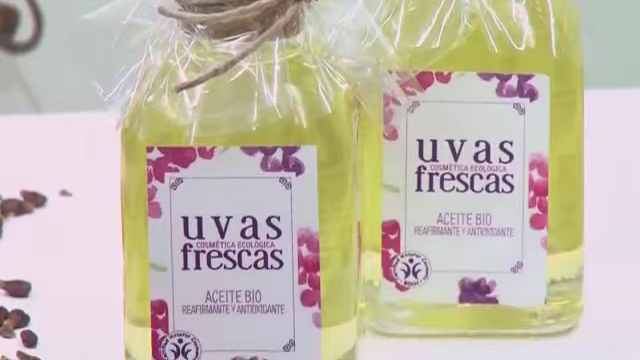 uvas
COSMÉTICA ECOLÓGICA
frescas
ACEITE BIO
REAFIRMANTE Y ANTIOXIDANTE
uvas
COSMÉTICA ECOLÓGICA
frescas
ACEITE BIO
REAFIRMANTE Y ANTIOXIDANTE